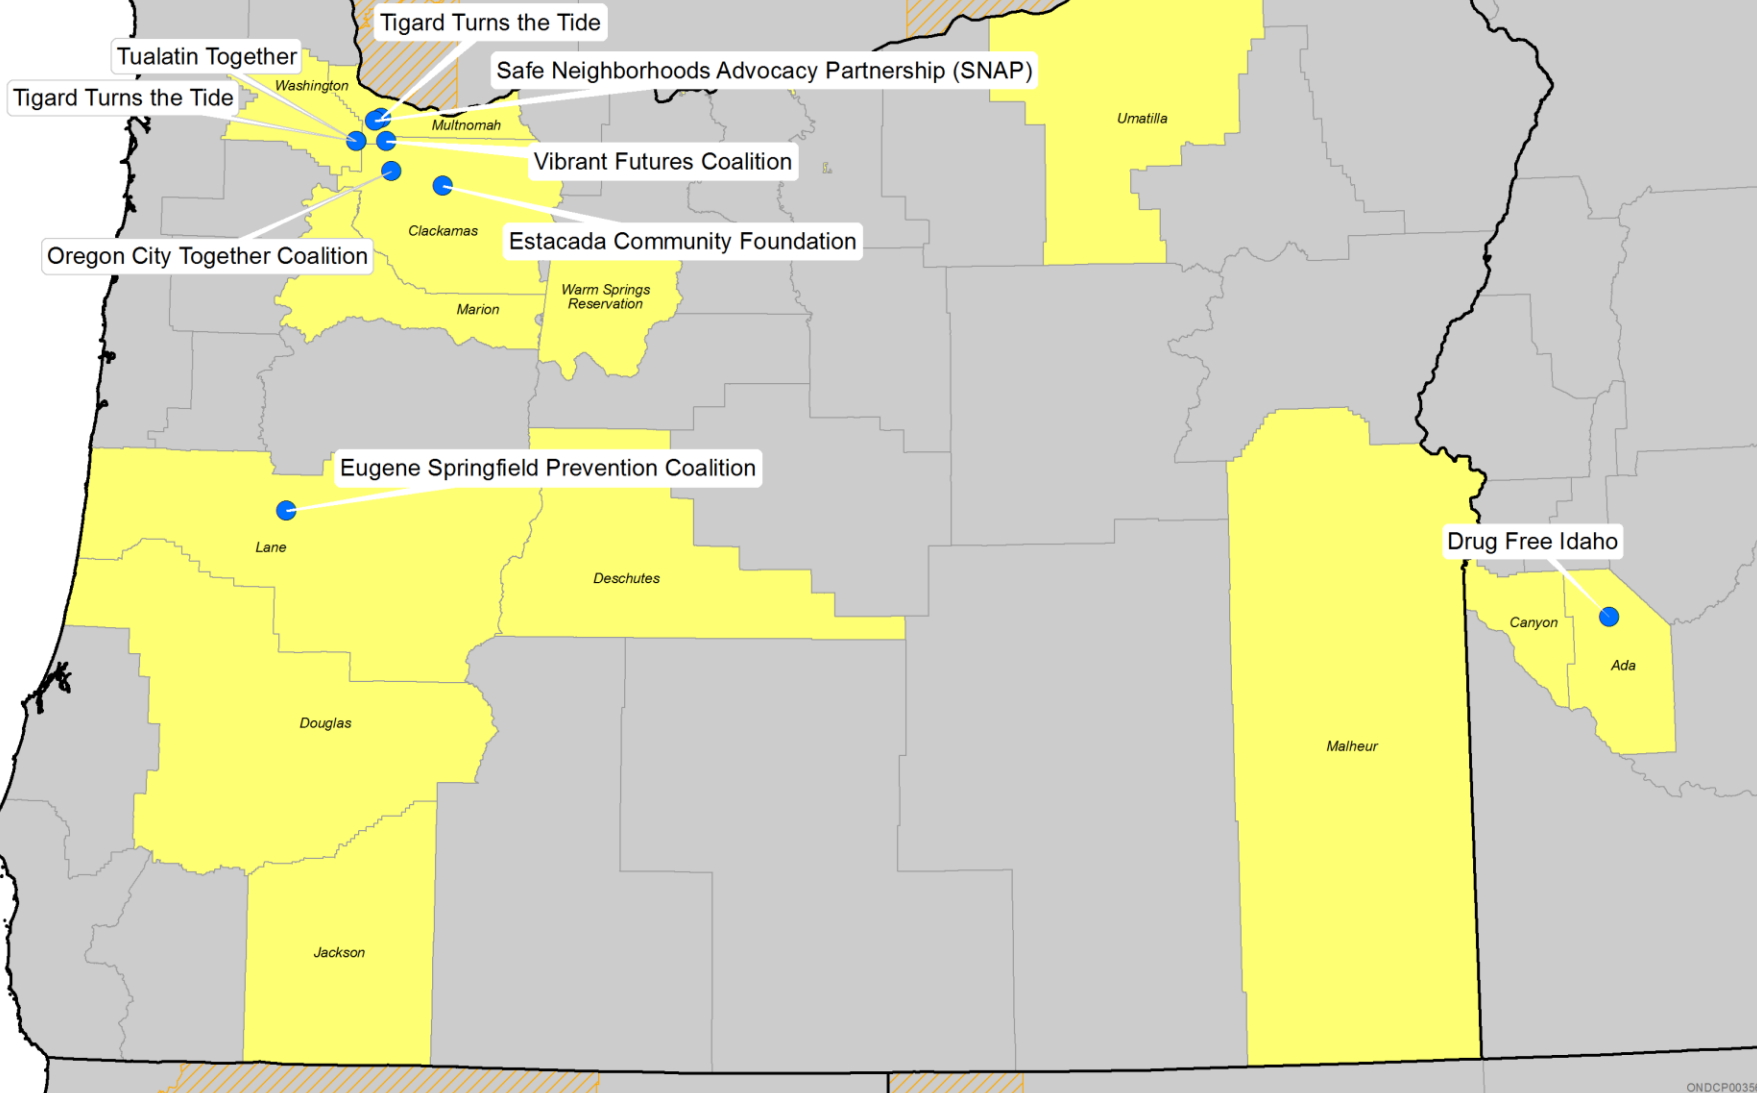 Tigard Turns the Tide
Tualatin Together
Safe Neighborhoods Advocacy Partnership (SNAP)
Washington
Tigard Turns the Tide
Multnomah
Umatilla
Vibrant Futures Coalition
Clackamas
Estacada Community Foundation
Oregon City Together Coalition
Warm Springs
Reservation
Marion
Eugene Springfield Prevention Coalition
Lane
Drug Free Idaho
Deschutes
Canyon
Ada
Douglas
Malheur
Jackson